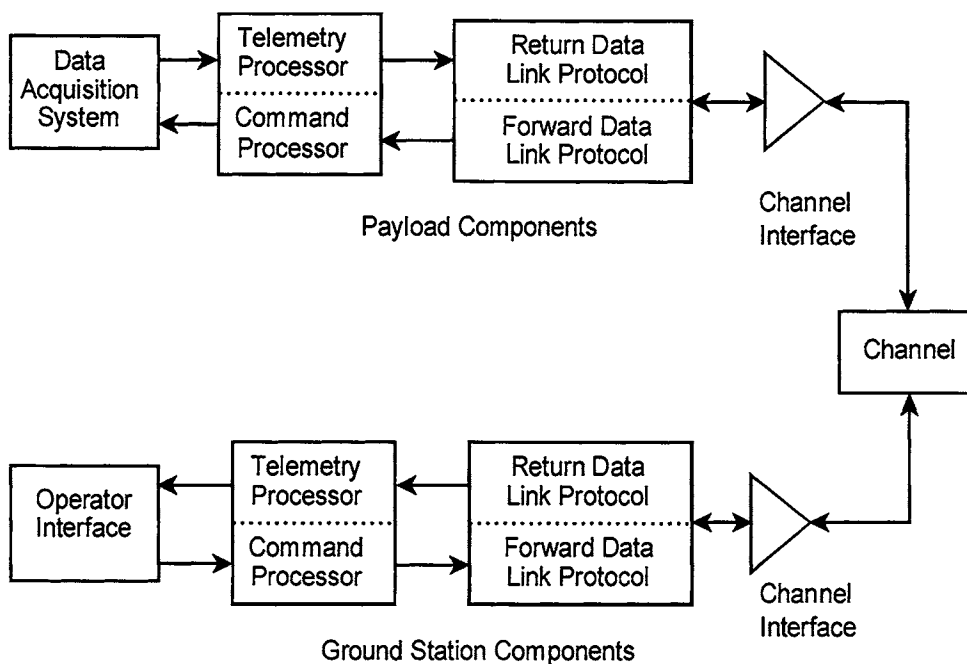 Data
Acquisition
System
Telemetry
Processor
Command
Processor
Return Data
Link Protocol
Forward Data
Link Protocol
Channel
Interface
Payload Components
Channel
Operator
Interface
Telemetry
Processor
Command
Processor
Return Data
Link Protocol
Forward Data
Link Protocol
Channel
Interface
Ground Station Components